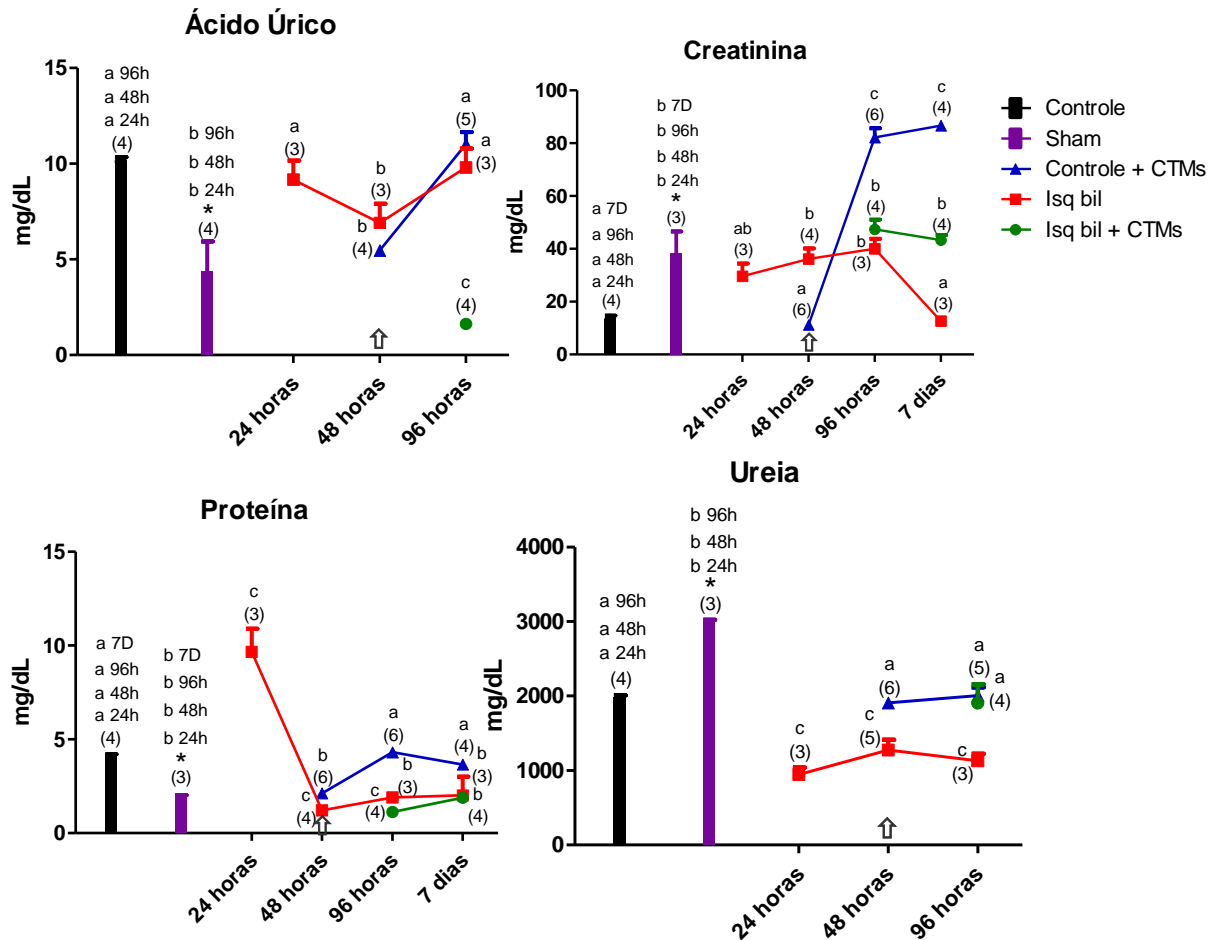 Ácido Úrico
mg/dL
15
10
5
0
a 96h
a 48h
a 24h
(4)
b 96h
b 48h
b 24h
*
(4)
a
(3)
b
(3)
b
(4)
a
(5)
a
(3)
c
(4)
24 horas
48 horas
96 horas
Creatinina
mg/dL
100
80
60
40
20
0
a 7D
a 96h
a 48h
a 24h
(4)
b 7D
b 96h
b 48h
b 24h
*
(3)
ab
(3)
b
(4)
a
(6)
c
(6)
b
(4)
b
(3)
c
(4)
b
(4)
a
(3)
24 horas
48 horas
96 horas
7 dias
Controle
Sham
Controle + CTMs
Isq bil
Isq bil + CTMs
Proteína
mg/dL
15
10
5
0
a 7D
a 96h
a 48h
a 24h
(4)
b 7D
b 96h
b 48h
b 24h
*
(3)
c
(3)
b
(6)
c
(4)
a
(6)
b
(3)
c
(4)
a
(4)
b
(3)
b
(4)
24 horas
48 horas
96 horas
7 dias
Ureia
mg/dL
4000
3000
2000
1000
0
a 96h
a 48h
a 24h
(4)
b 96h
b 48h
b 24h
*
(3)
c
(3)
a
(6)
c
(5)
a
(5)
a
(4)
c
(3)
24 horas
48 horas
96 horas